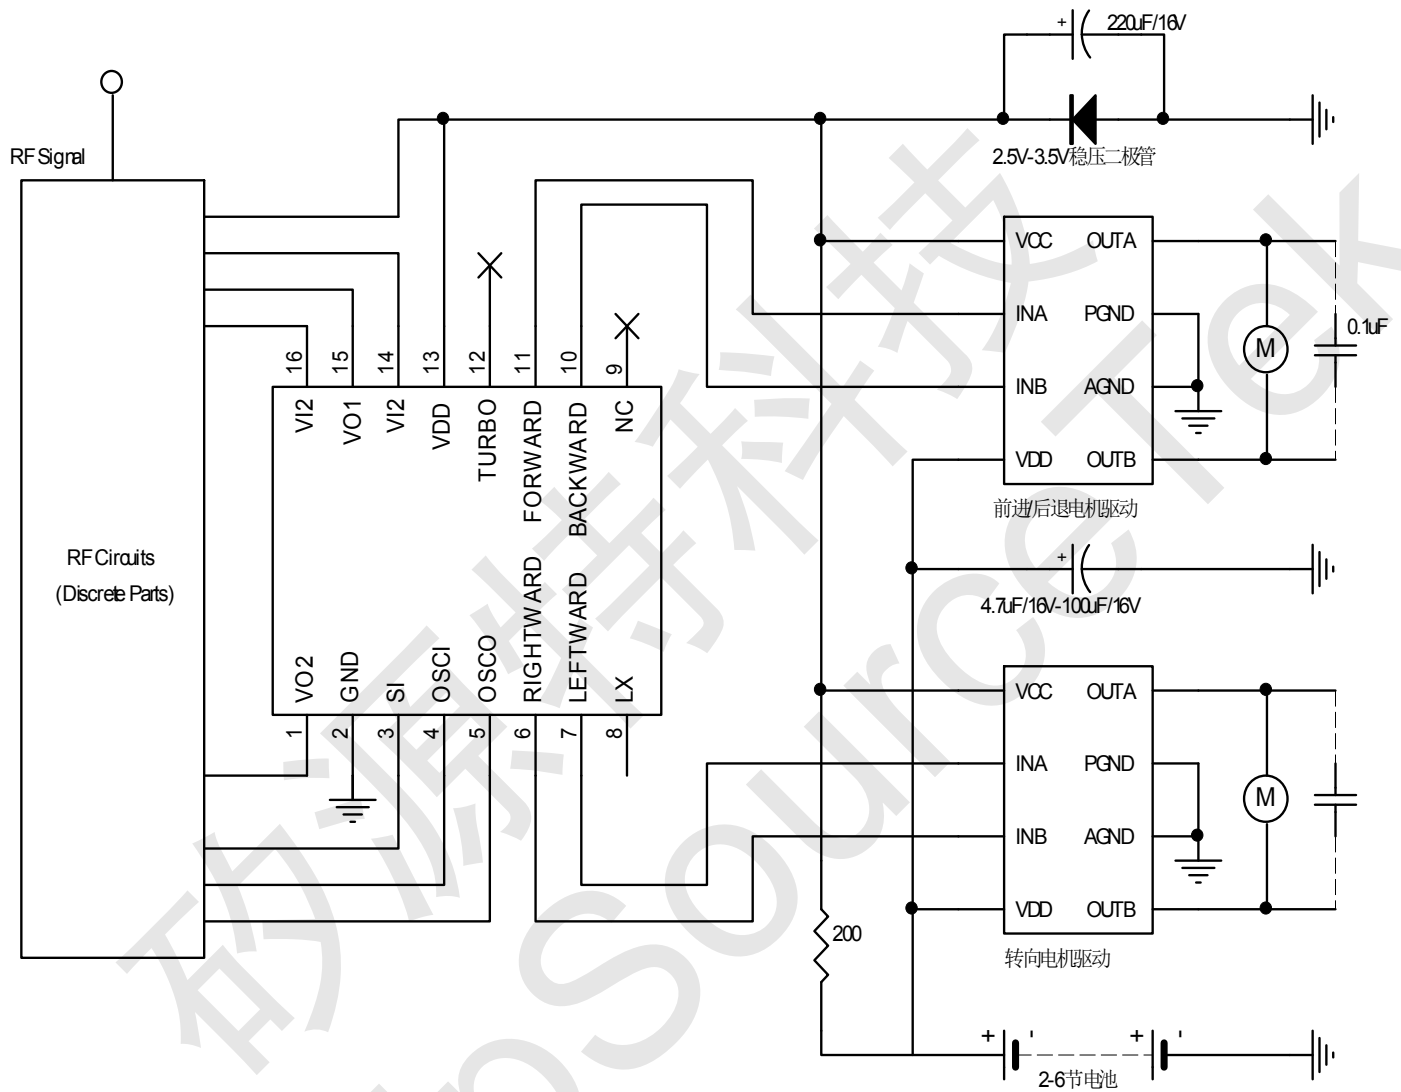 220uF/16V
+
RF Signal
2.5V-3.5V稳压二极管
VCC OUTA
INA PGND
INB AGND
VDD OUTB
M
0.1uF
前进/后退电机驱动
16 15 14 13 12 11 10 9
VI2 VO1 VI2 VDD TURBO FORWARD BACKWARD NC
RF Circuits
(Discrete Parts)
+
4.7uF/16V-100uF/16V
VO2 GND SI OSCI OSCO RIGHTWARD LEFTWARD LX
1 2 3 4 5 6 7 8
VCC OUTA
INA PGND
INB AGND
VDD OUTB
M
200
转向电机驱动
+ - + -
2-6节电池
矽源特科技
SourceTek